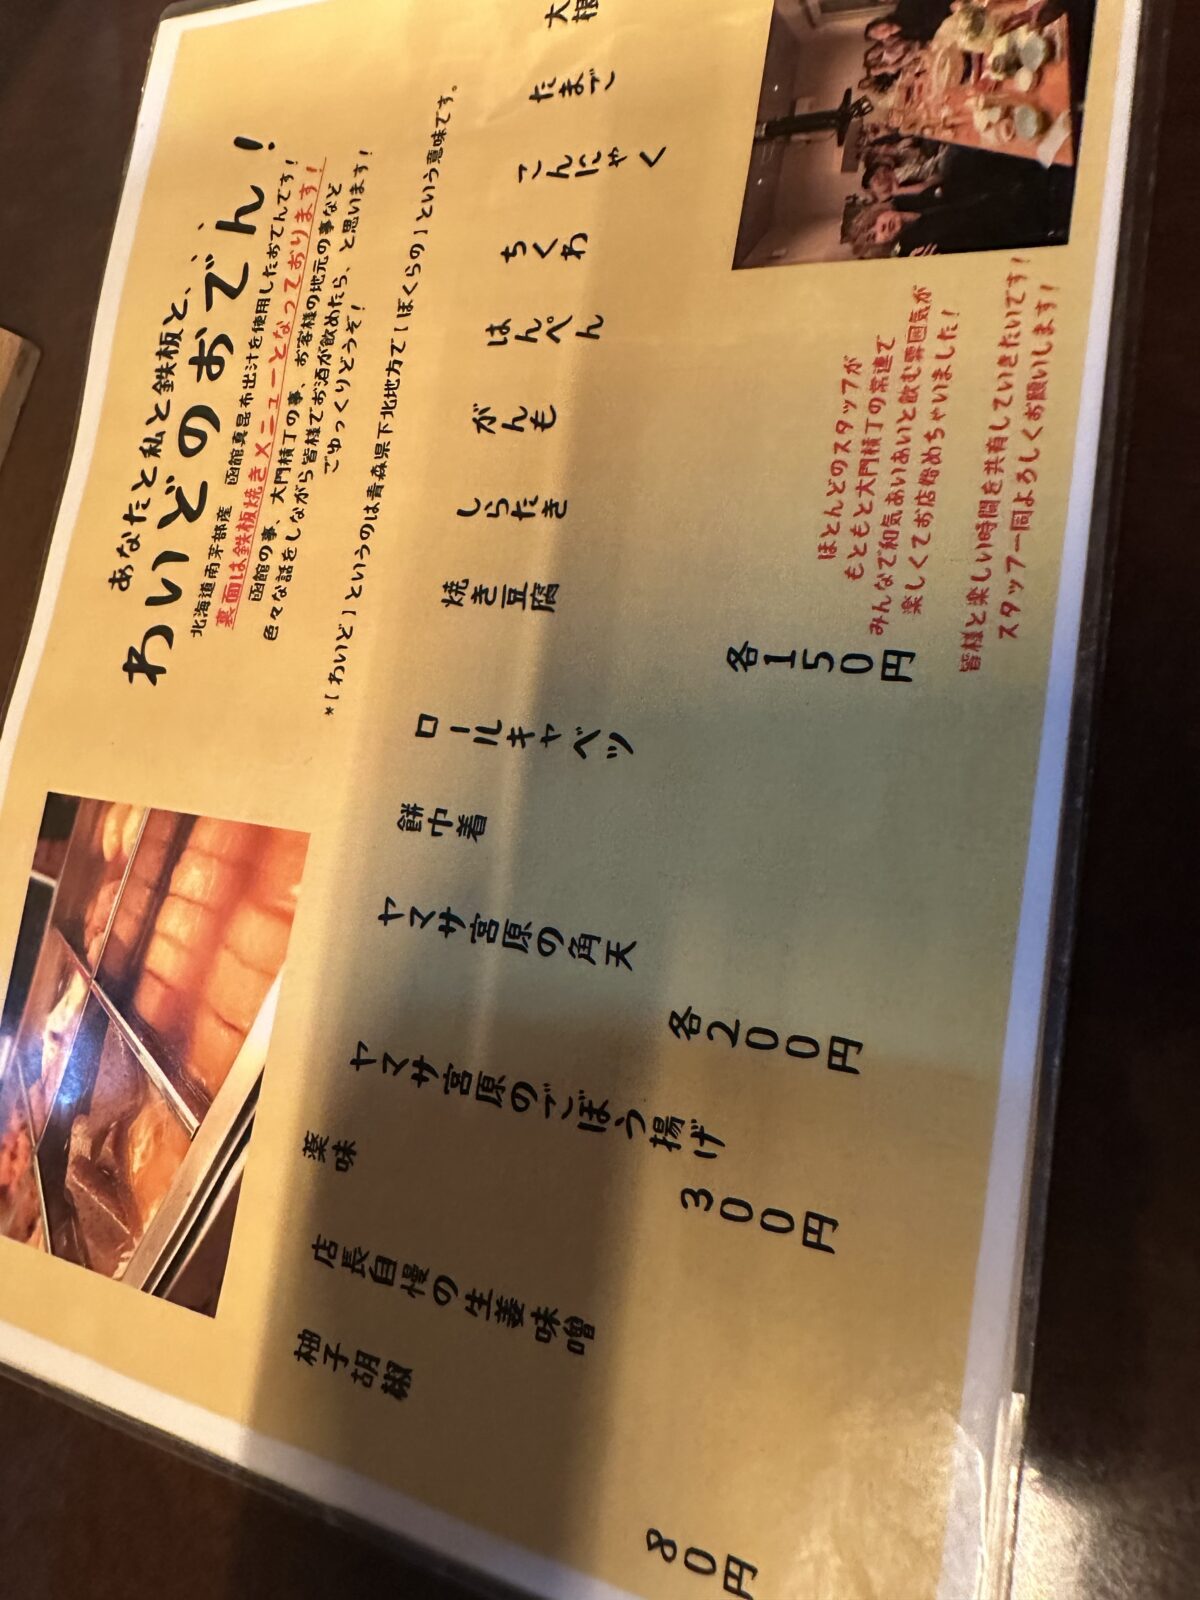 あなたと私と鉄板と、、、
わいどのおでん!
北海道南茅部産 函館真昆布出汁を使用したおでんです!
裏面は鉄板焼きメニューとなっております!
函館の事、大門横丁の事、お客様の地元の事など
色々な話をしながら皆様でお酒が飲めたら、と思います!
ごゆっくりどうぞ!
*「わいど」というのは青森県下北地方で「ぼくらの」という意味です。
大根
たまご
こんにゃく
ちくわ
はんぺん
がんも
しらたき
焼き豆腐
各150円
ロールキャベツ
餅巾着
ヤマサ宮原の角天
各200円
ヤマサ宮原のごぼう揚げ
300円
薬味
店長自慢の生姜味噌
柚子胡椒
80円
ほとんどのスタッフが
もともと大門横丁の常連で
みんなで和気あいあいと飲む雰囲気が
楽しくてお店始めちゃいました!
皆様と楽しい時間を共有していきたいです!
スタッフ一同よろしくお願いします!